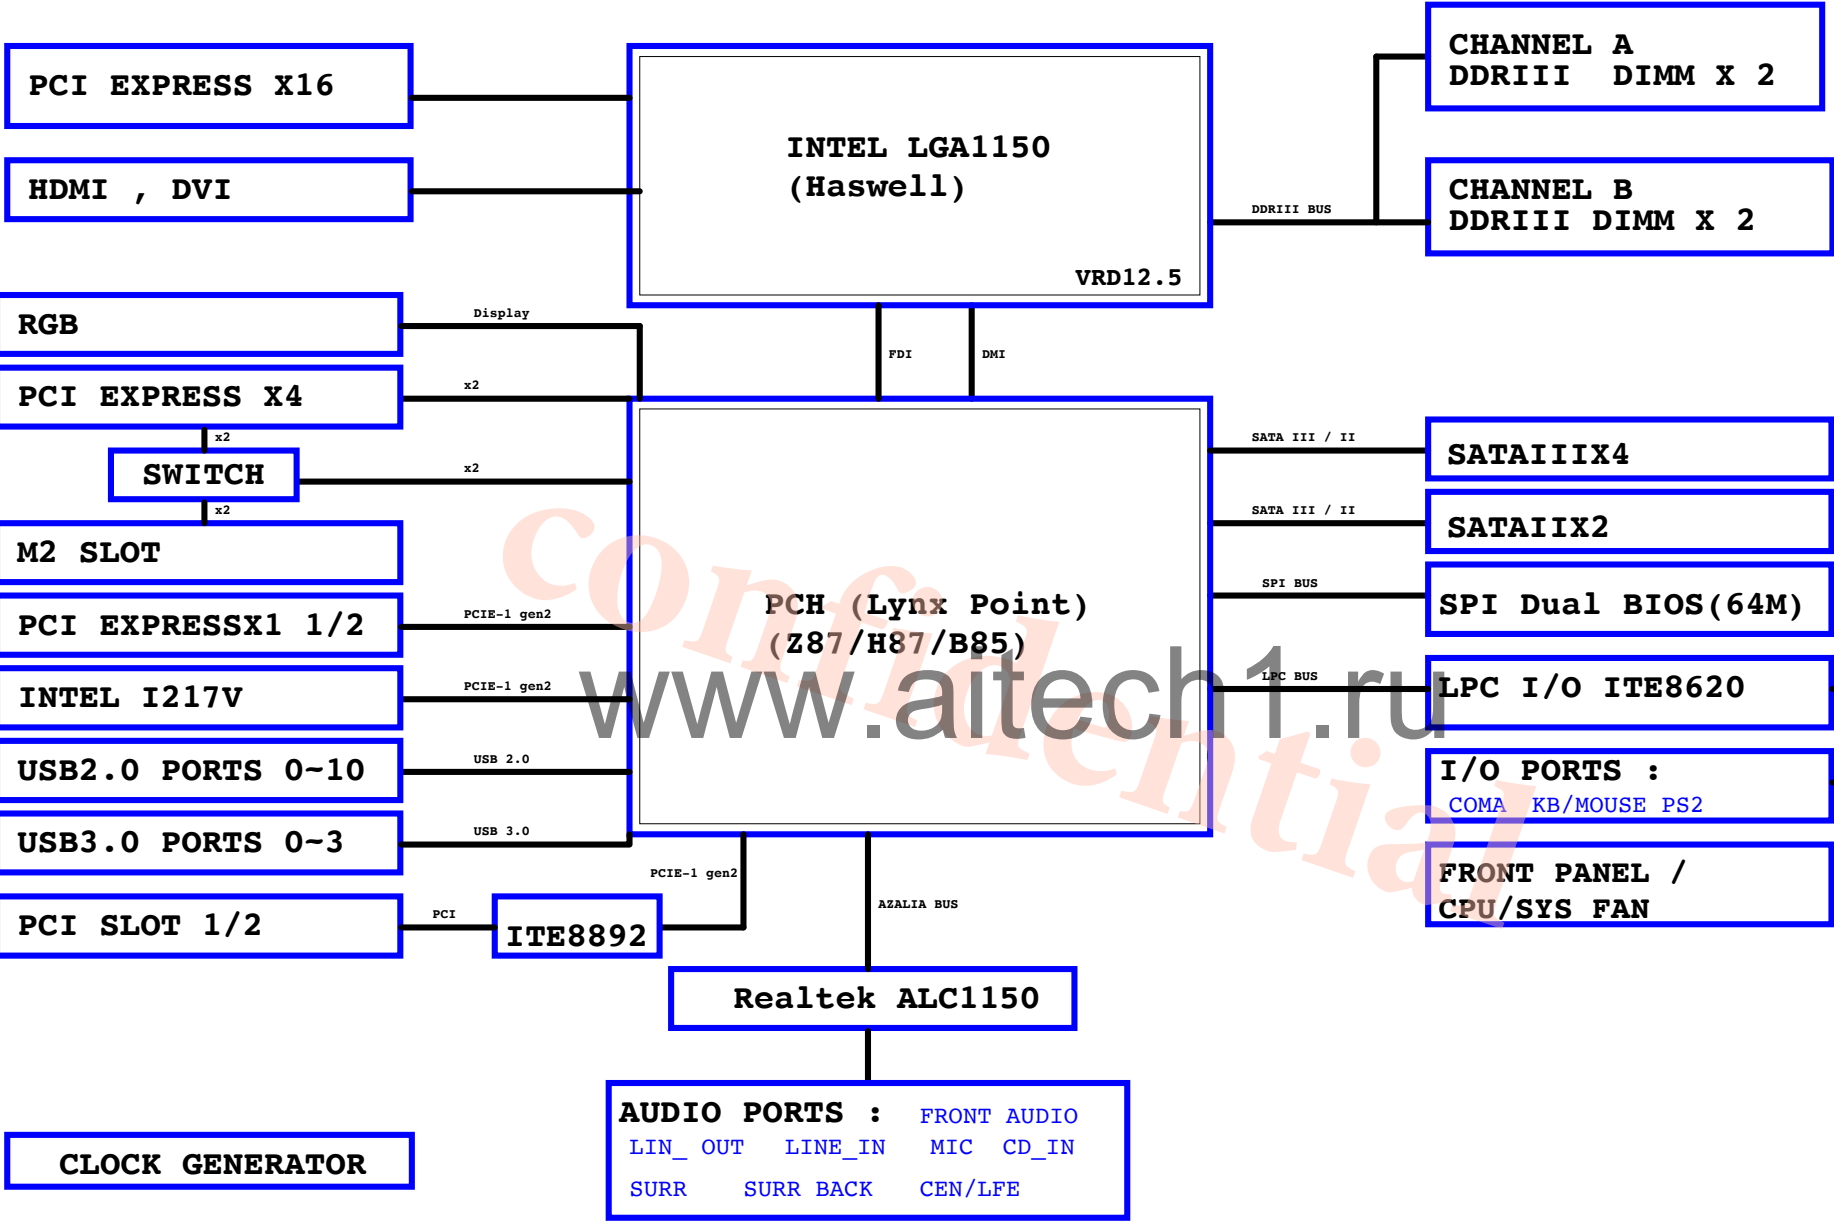 PCI EXPRESS X16
HDMI , DVI
INTEL LGA1150
(Haswell)
VRD12.5
DDRIII BUS
CHANNEL A
DDRIII DIMM X 2
CHANNEL B
DDRIII DIMM X 2
RGB
Display
FDI
DMI
PCI EXPRESS X4
x2
x2
SWITCH
x2
x2
M2 SLOT
PCI EXPRESSX1 1/2
PCIE-1 gen2
INTEL I217V
PCIE-1 gen2
USB2.0 PORTS 0~10
USB 2.0
USB3.0 PORTS 0~3
USB 3.0
PCI SLOT 1/2
PCI
ITE8892
PCIE-1 gen2
PCH (Lynx Point)
(Z87/H87/B85)
SATA III / II
SATAIIIX4
SATA III / II
SATAIIX2
SPI BUS
SPI Dual BIOS(64M)
LPC BUS
LPC I/O ITE8620
I/O PORTS :
COMA KB/MOUSE PS2
FRONT PANEL /
CPU/SYS FAN
AZALIA BUS
Realtek ALC1150
AUDIO PORTS : FRONT AUDIO
LIN_ OUT LINE_IN MIC CD_IN
SURR SURR BACK CEN/LFE
CLOCK GENERATOR
confidential
www.aitech1.ru